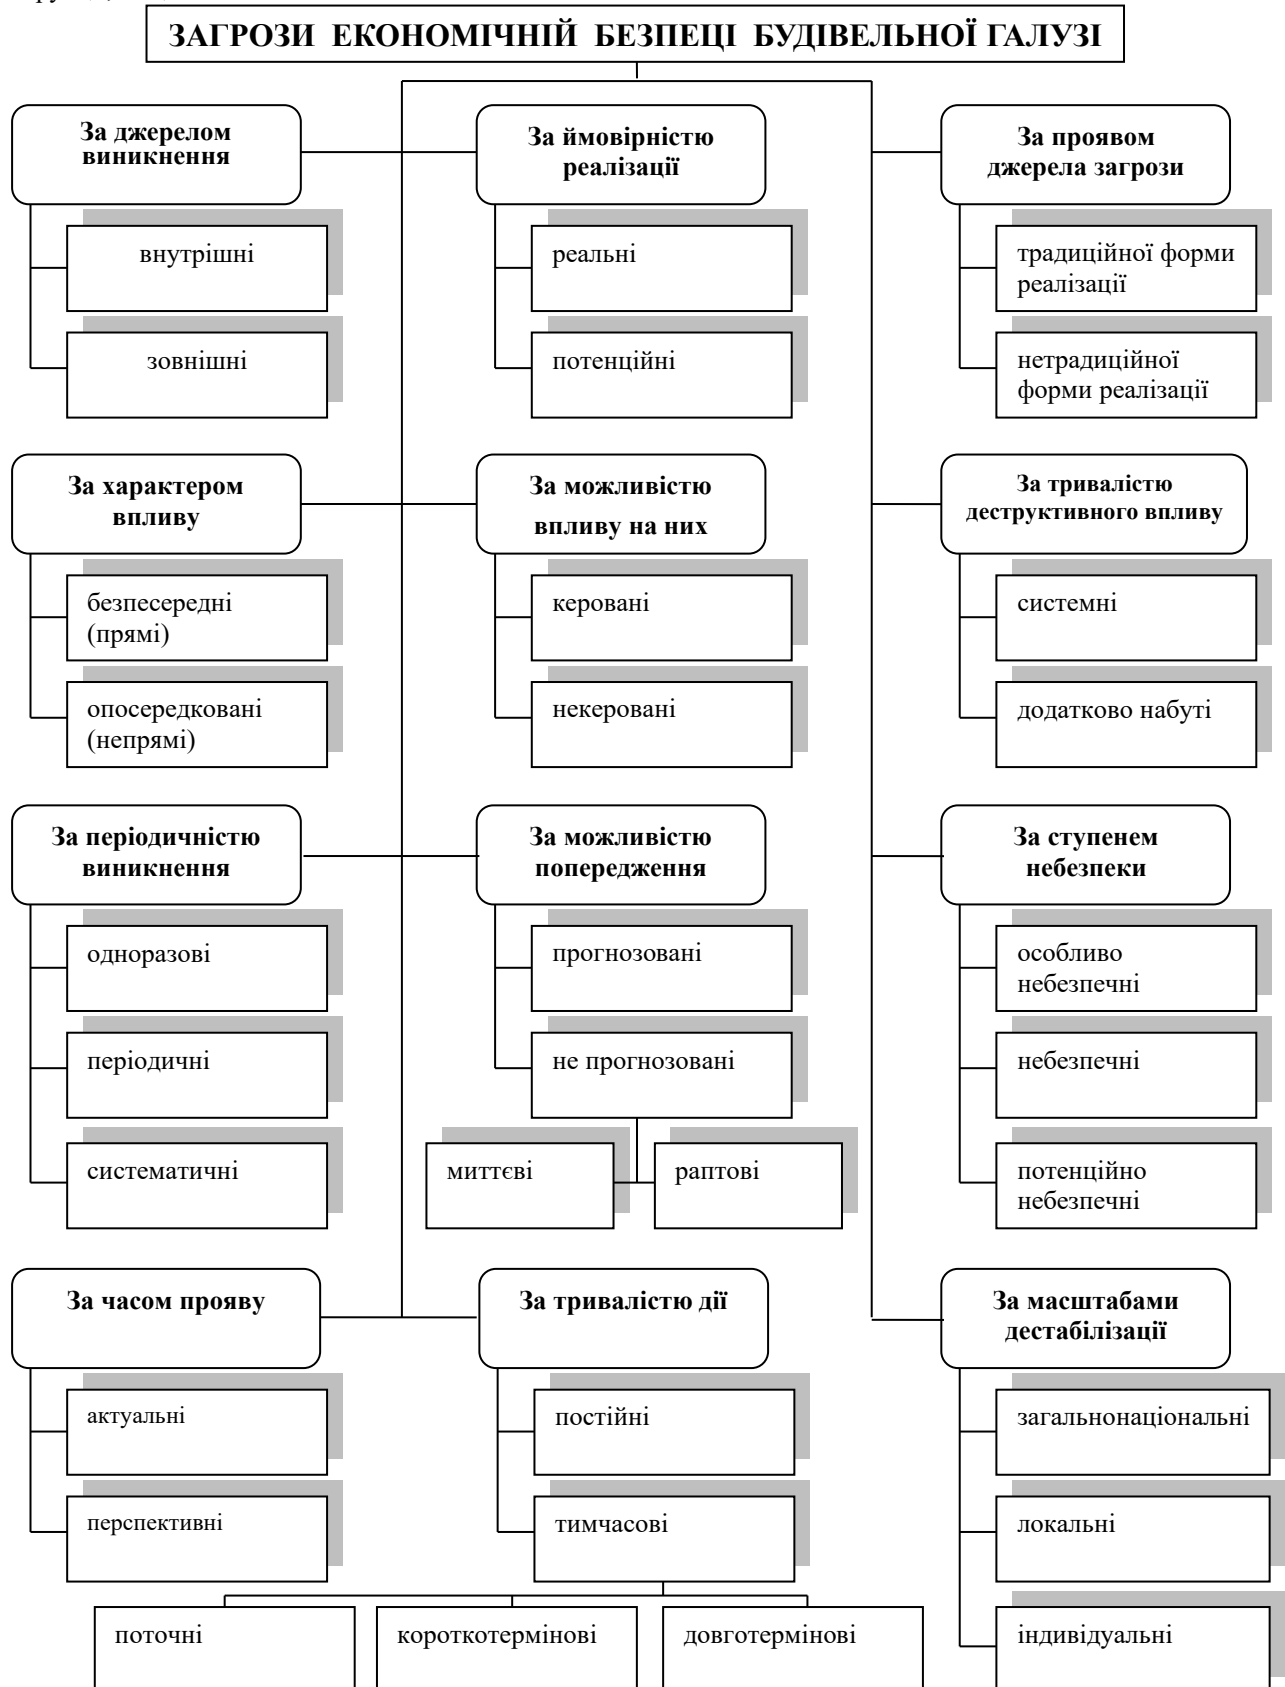 ЗАГРОЗИ ЕКОНОМІЧНІЙ БЕЗПЕЦІ БУДІВЕЛЬНОЇ ГАЛУЗІ
За джерелом
виникнення
внутрішні
зовнішні
За ймовірністю
реалізації
реальні
потенційні
За проявом
джерела загрози
традиційної форми
реалізації
нетрадиційної
форми реалізації
За характером
впливу
безпесередні
(прямі)
опосередковані
(непрямі)
За можливістю
впливу на них
керовані
некеровані
За тривалістю
деструктивного впливу
системні
додатково набуті
За періодичністю
виникнення
одноразові
періодичні
систематичні
За можливістю
попередження
прогнозовані
не прогнозовані
миттєві
раптові
За ступенем
небезпеки
особливо
небезпечні
небезпечні
потенційно
небезпечні
За часом прояву
актуальні
перспективні
За тривалістю дії
постійні
тимчасові
поточні
короткотермінові
довготермінові
За масштабами
дестабілізації
загальнонаціональні
локальні
індивідуальні